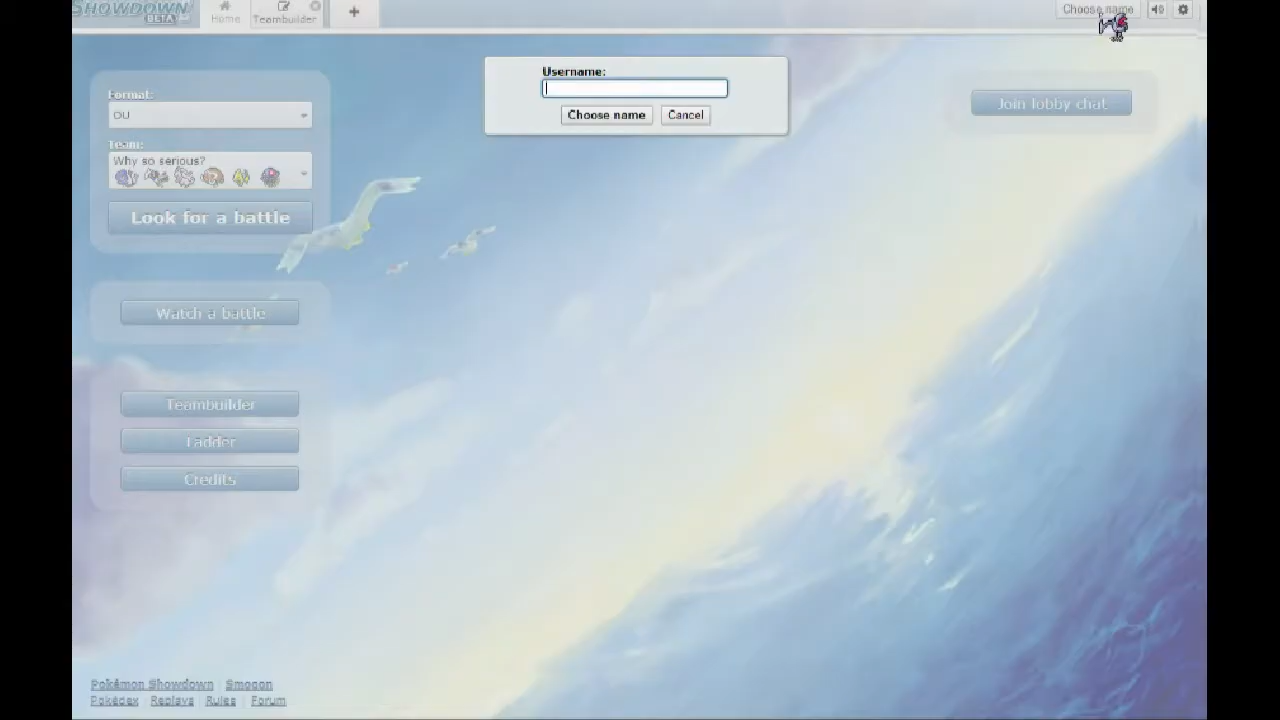 SHOWDOWN
BETA
Home
Teambuilder
+
Choose name
Username:
Choose name
Cancel
Format:
OU
Team:
Why so serious?
Look for a battle
Join lobby chat
Watch a battle
Teambuilder
Ladder
Credits
Pokémon Showdown | Smogon
Pokédex | Replays | Rules | Forum